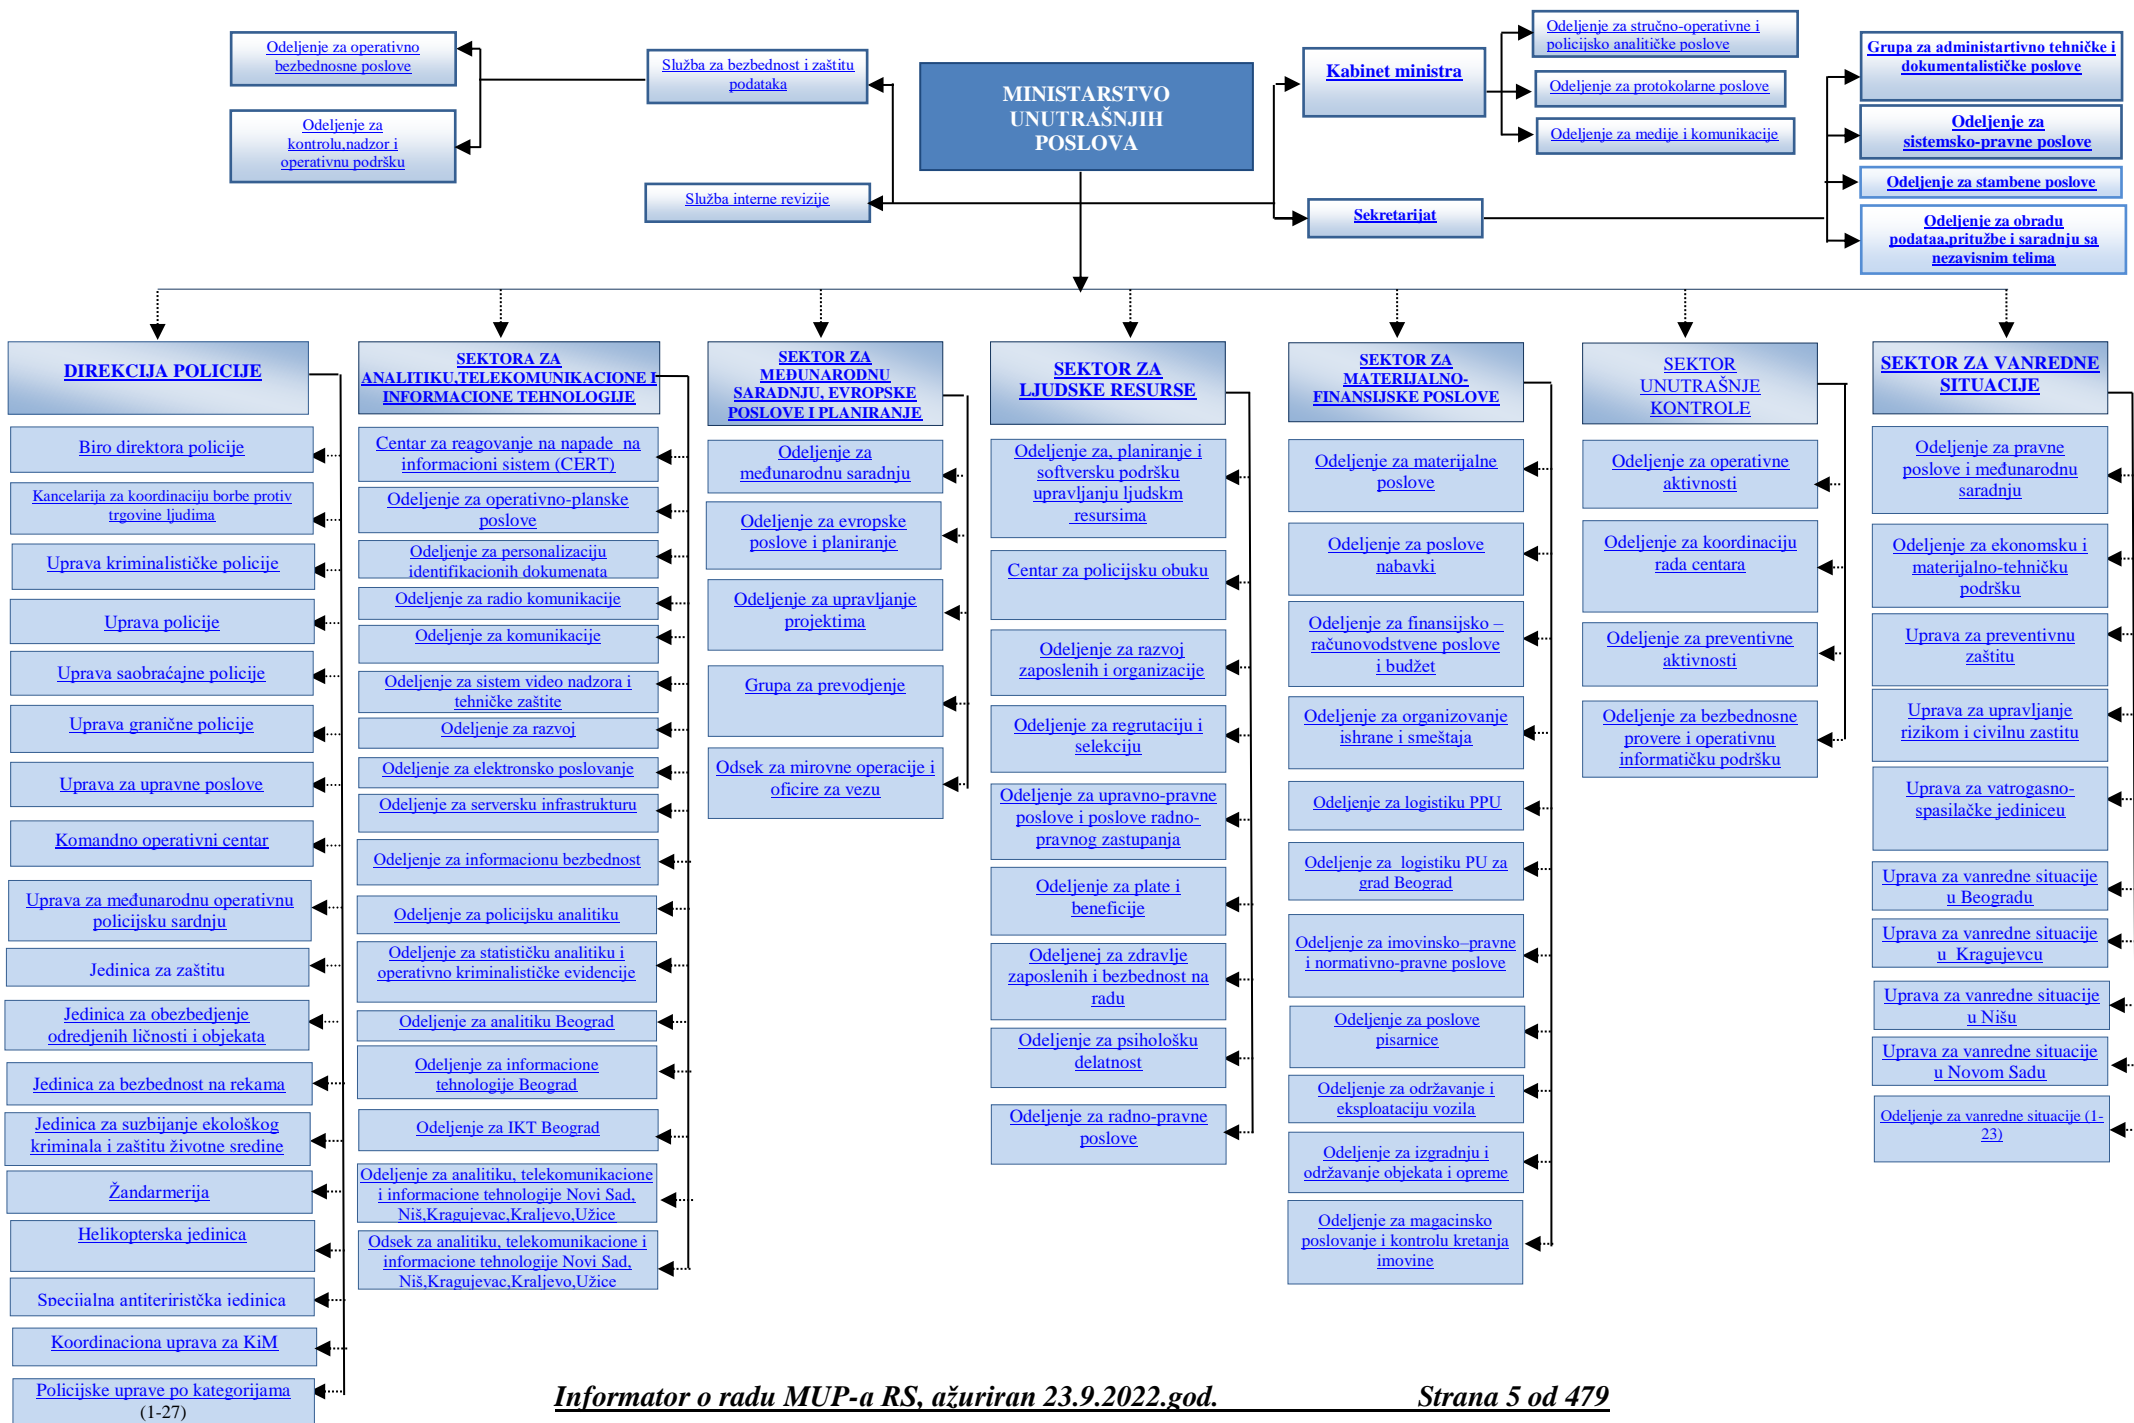 Odeljenje za operativno
bezbednosne poslove
Odeljenje za
kontrolu,nadzor i
operativnu podršku
Služba za bezbednost i zaštitu
podataka
Služba interne revizije
MINISTARSTVO
UNUTRAŠNJIH
POSLOVA
Kabinet ministra
Sekretarijat
Odeljenje za stručno-operativne i
policijsko analitičke poslove
Odeljenje za protokolarne poslove
Odeljenje za medije i komunikacije
Grupa za administartivno tehničke i
dokumentalističke poslove
Odeljenje za
sistemsko-pravne poslove
Odeljenje za stambene poslove
Odeljenje za obradu
podataa,pritužbe i saradnju sa
nezavisnim telima
DIREKCIJA POLICIJE
Biro direktora policije
Kancelarija za koordinaciju borbe protiv
trgovine ljudima
Uprava kriminalističke policije
Uprava policije
Uprava saobraćajne policije
Uprava granične policije
Uprava za upravne poslove
Komandno operativni centar
Uprava za međunarodnu operativnu
policijsku sardnju
Jedinica za zaštitu
Jedinica za obezbedjenje
odredjenih ličnosti i objekata
Jedinica za bezbednost na rekama
Jedinica za suzbijanje ekološkog
kriminala i zaštitu životne sredine
Žandarmerija
Helikopterska jedinica
Specijalna antiteriristčka jedinica
Koordinaciona uprava za KiM
Policijske uprave po kategorijama
(1-27)
SEKTORA ZA
ANALITIKU,TELEKOMUNIKACIONE I
INFORMACIONE TEHNOLOGIJE
Centar za reagovanje na napade na
informacioni sistem (CERT)
Odeljenje za operativno-planske
poslove
Odeljenje za personalizaciju
identifikacionih dokumenata
Odeljenje za radio komunikacije
Odeljenje za komunikacije
Odeljenje za sistem video nadzora i
tehničke zaštite
Odeljenje za razvoj
Odeljenje za elektronsko poslovanje
Odeljenje za serversku infrastrukturu
Odeljenje za informacionu bezbednost
Odeljenje za policijsku analitiku
Odeljenje za statističku analitiku i
operativno kriminalističke evidencije
Odeljenje za analitiku Beograd
Odeljenje za informacione
tehnologije Beograd
Odeljenje za IKT Beograd
Odeljenje za analitiku, telekomunikacione
i informacione tehnologije Novi Sad,
Niš,Kragujevac,Kraljevo,Užice
Odsek za analitiku, telekomunikacione i
informacione tehnologije Novi Sad,
Niš,Kragujevac,Kraljevo,Užice
SEKTOR ZA
MEĐUNARODNU
SARADNJU, EVROPSKE
POSLOVE I PLANIRANJE
Odeljenje za
međunarodnu saradnju
Odeljenje za evropske
poslove i planiranje
Odeljenje za upravljanje
projektima
Grupa za prevodjenje
Odsek za mirovne operacije i
oficire za vezu
SEKTOR ZA
LJUDSKE RESURSE
Odeljenje za, planiranje i
softversku podršku
upravljanju ljudskm
resursima
Centar za policijsku obuku
Odeljenje za razvoj
zaposlenih i organizacije
Odeljenje za regrutaciju i
selekciju
Odeljenje za upravno-pravne
poslove i poslove radno-
pravnog zastupanja
Odeljenje za plate i
beneficije
Odeljenej za zdravlje
zaposlenih i bezbednost na
radu
Odeljenje za psihološku
delatnost
Odeljenje za radno-pravne
poslove
SEKTOR ZA
MATERIJALNO-
FINANSIJSKE POSLOVE
Odeljenje za materijalne
poslove
Odeljenje za poslove
nabavki
Odeljenje za finansijsko –
računovodstvene poslove
i budžet
Odeljenje za organizovanje
ishrane i smeštaja
Odeljenje za logistiku PPU
Odeljenje za logistiku PU za
grad Beograd
Odeljenje za imovinsko–pravne
i normativno-pravne poslove
Odeljenje za poslove
pisarnice
Odeljenje za održavanje i
eksploataciju vozila
Odeljenje za izgradnju i
održavanje objekata i opreme
Odeljenje za magacinsko
poslovanje i kontrolu kretanja
imovine
SEKTOR
UNUTRAŠNJE
KONTROLE
Odeljenje za operativne
aktivnosti
Odeljenje za koordinaciju
rada centara
Odeljenje za preventivne
aktivnosti
Odeljenje za bezbednosne
provere i operativnu
informatičku podršku
SEKTOR ZA VANREDNE
SITUACIJE
Odeljenje za pravne
poslove i međunarodnu
saradnju
Odeljenje za ekonomsku i
materijalno-tehničku
podršku
Uprava za preventivnu
zaštitu
Uprava za upravljanje
rizikom i civilnu zastitu
Uprava za vatrogasno-
spasilačke jediniceu
Uprava za vanredne situacije
u Beogradu
Uprava za vanredne situacije
u Kragujevcu
Uprava za vanredne situacije
u Nišu
Uprava za vanredne situacije
u Novom Sadu
Odeljenje za vanredne situacije (1-
23)
Informator o radu MUP-a RS, ažuriran 23.9.2022.god. Strana 5 od 479